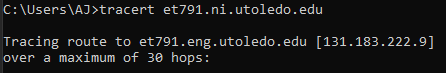 C:\Users\AJ>tracert et791.ni.utoledo.edu
Tracing route to et791.eng.utoledo.edu [131.183.222.9]
over a maximum of 30 hops: